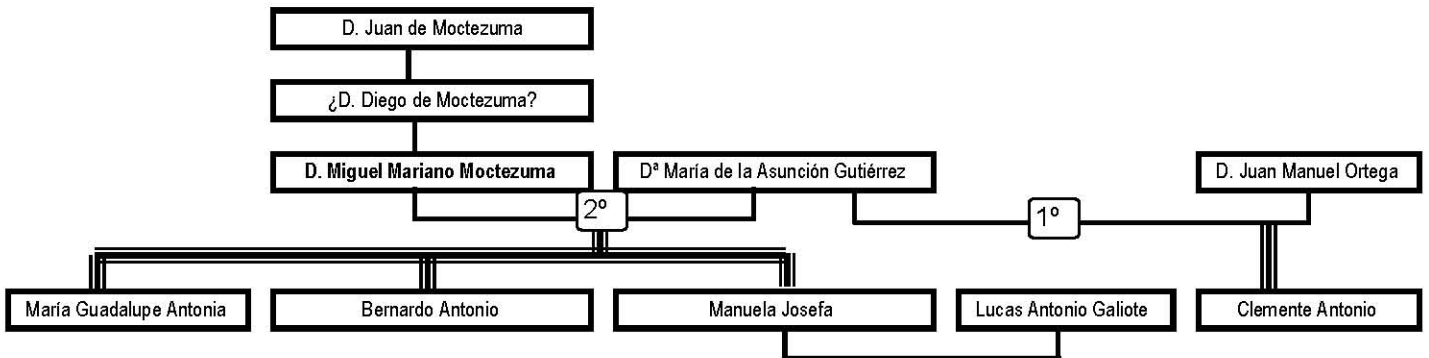 D. Juan de Moctezuma
¿D. Diego de Moctezuma?
D. Miguel Mariano Moctezuma
Dª María de la Asunción Gutiérrez
D. Juan Manuel Ortega
2º
1º
María Guadalupe Antonia
Bernardo Antonio
Manuela Josefa
Lucas Antonio Galiote
Clemente Antonio